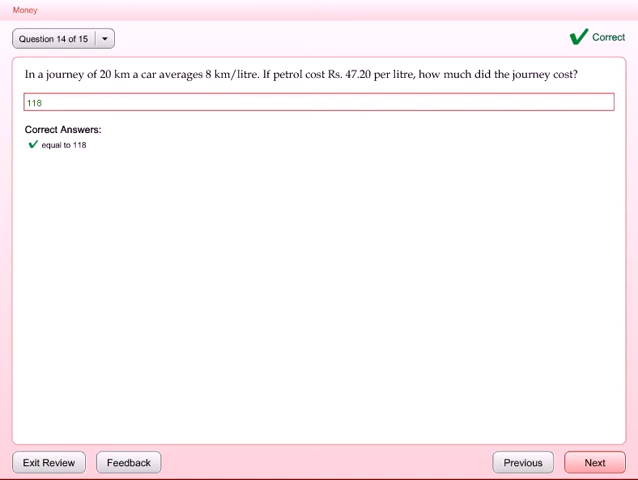 Money
Question 14 of 15
Correct
In a journey of 20 km a car averages 8 km/litre. If petrol cost Rs. 47.20 per litre, how much did the journey cost?
118
Correct Answers:
equal to 118
Exit Review
Feedback
Previous
Next